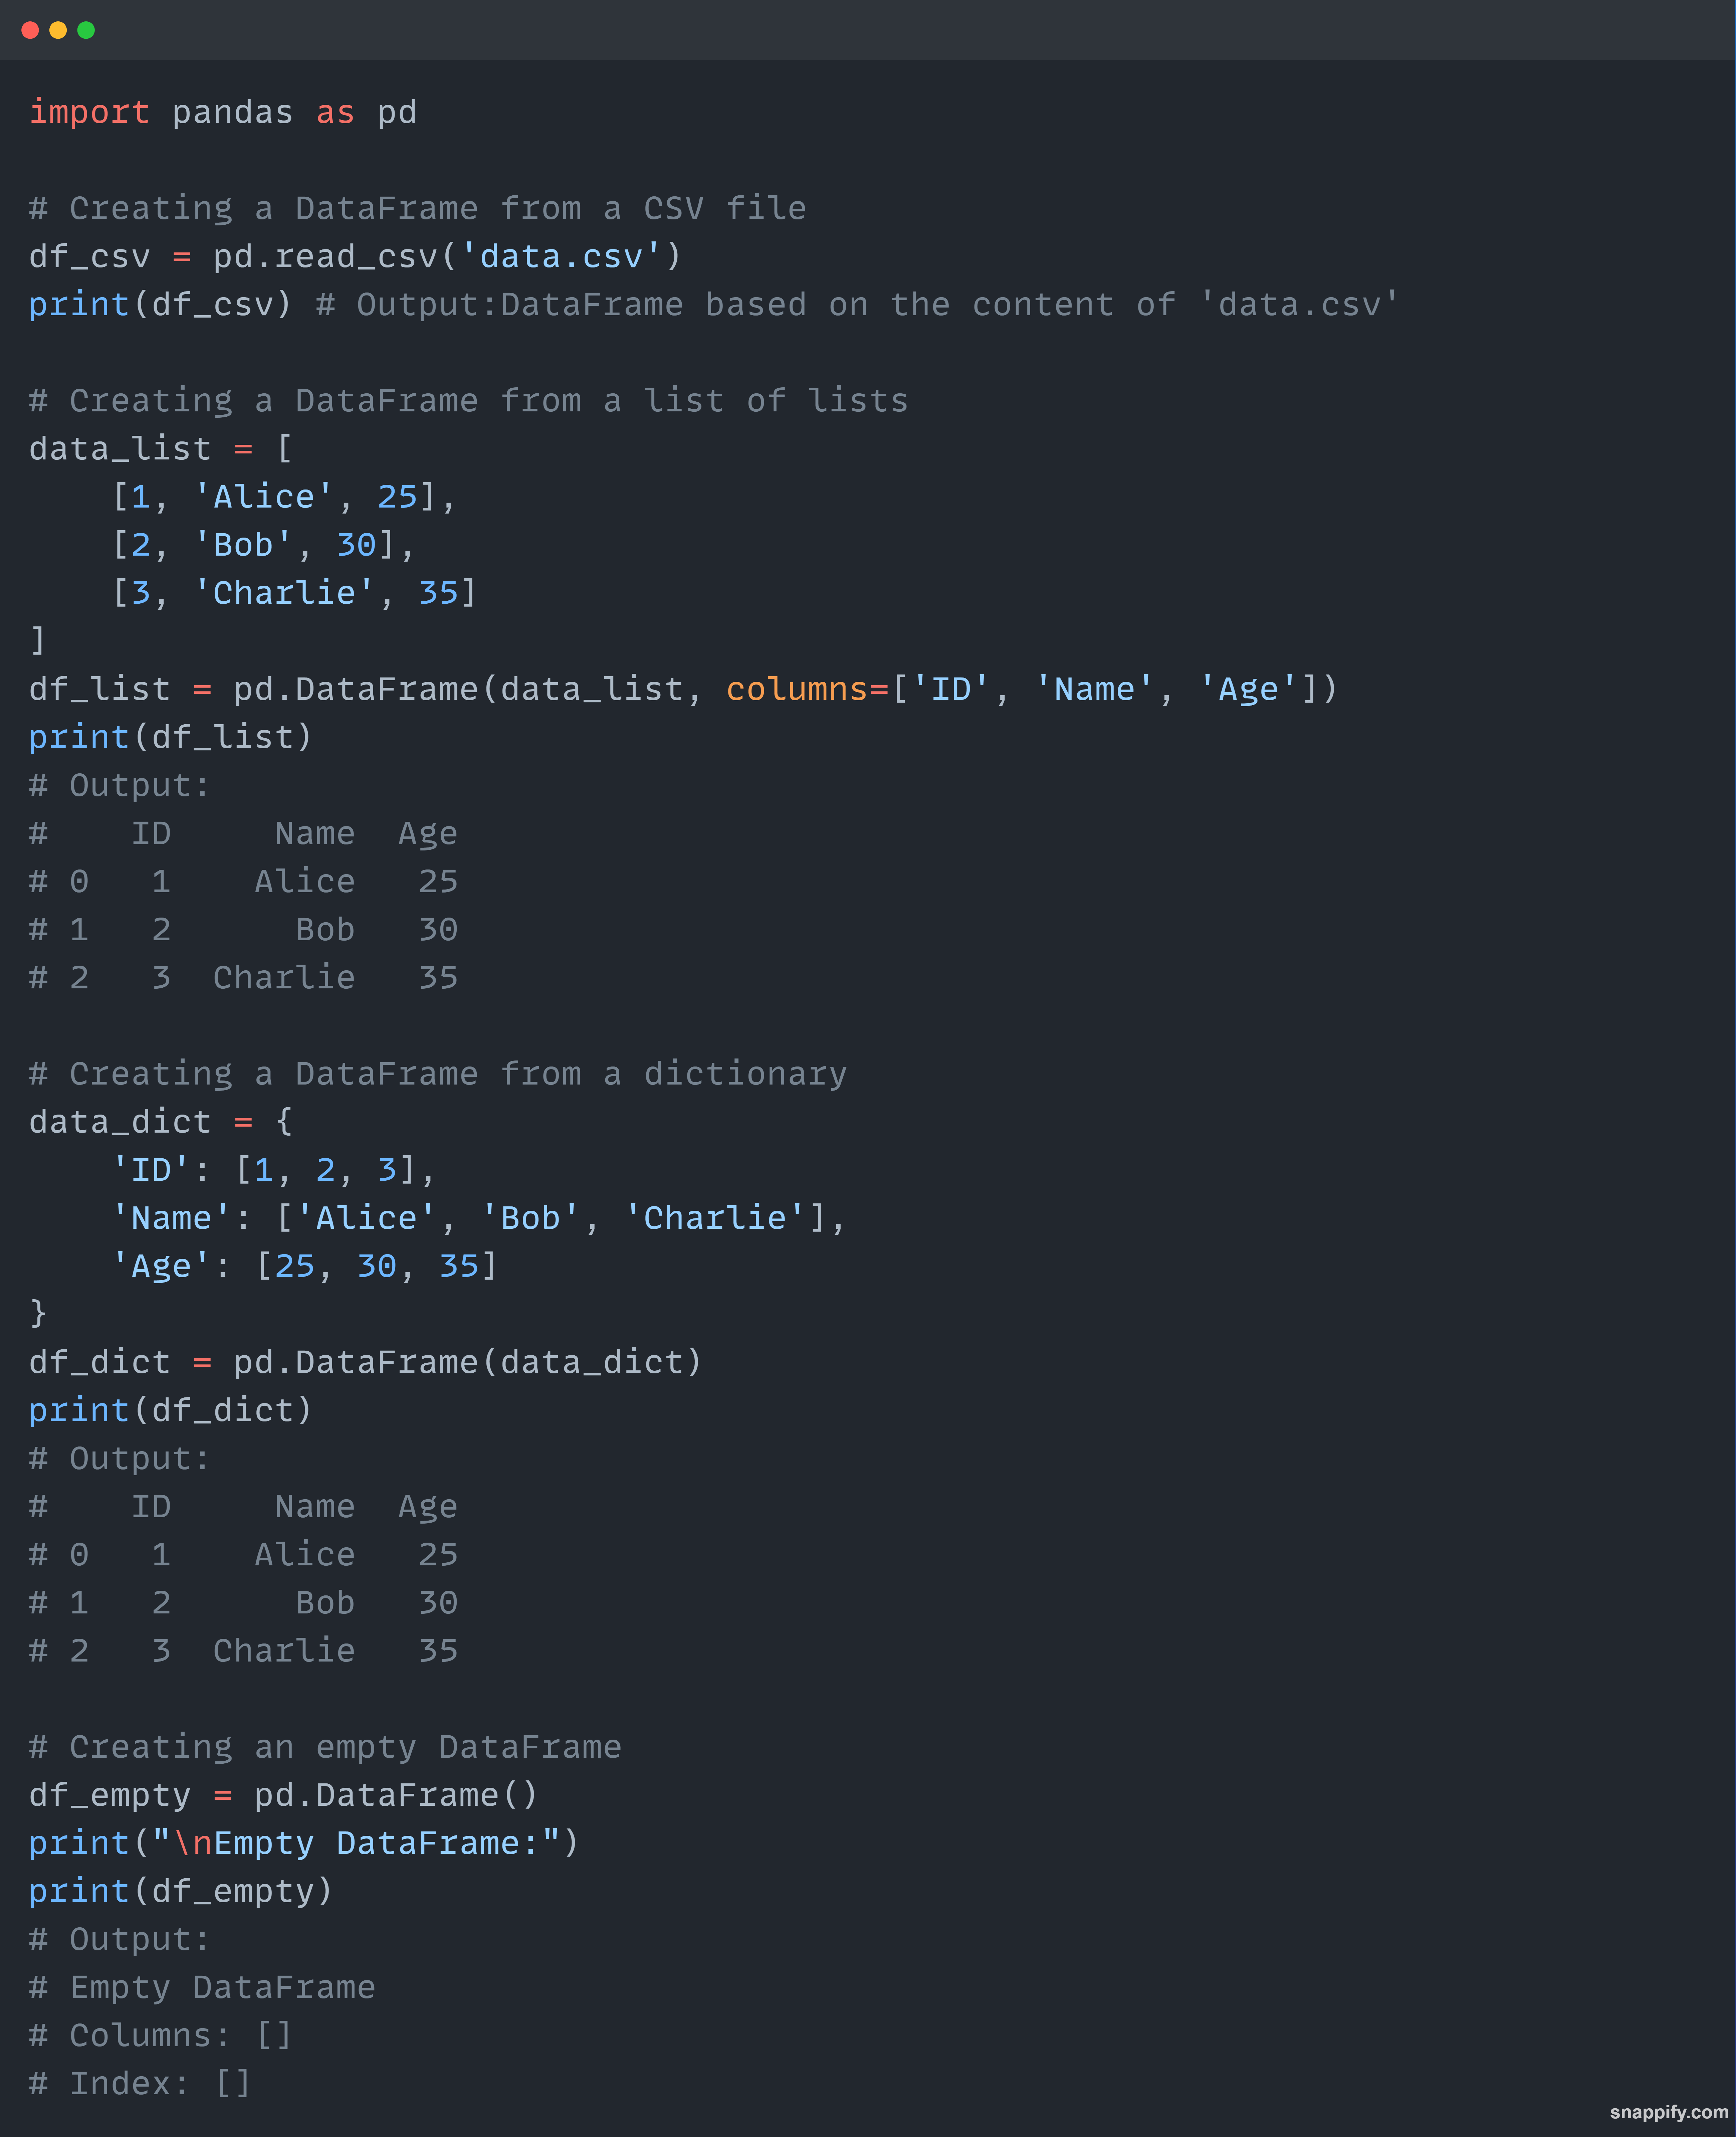 import pandas as pd

# Creating a DataFrame from a CSV file
df_csv = pd.read_csv('data.csv')
print(df_csv) # Output:DataFrame based on the content of 'data.csv'

# Creating a DataFrame from a list of lists
data_list = [
    [1, 'Alice', 25],
    [2, 'Bob', 30],
    [3, 'Charlie', 35]
]
df_list = pd.DataFrame(data_list, columns=['ID', 'Name', 'Age'])
print(df_list)
# Output:
#    ID     Name  Age
# 0   1    Alice   25
# 1   2      Bob   30
# 2   3  Charlie   35

# Creating a DataFrame from a dictionary
data_dict = {
    'ID': [1, 2, 3],
    'Name': ['Alice', 'Bob', 'Charlie'],
    'Age': [25, 30, 35]
}
df_dict = pd.DataFrame(data_dict)
print(df_dict)
# Output:
#    ID     Name  Age
# 0   1    Alice   25
# 1   2      Bob   30
# 2   3  Charlie   35

# Creating an empty DataFrame
df_empty = pd.DataFrame()
print("\nEmpty DataFrame:")
print(df_empty)
# Output:
# Empty DataFrame
# Columns: []
# Index: []
snappify.com